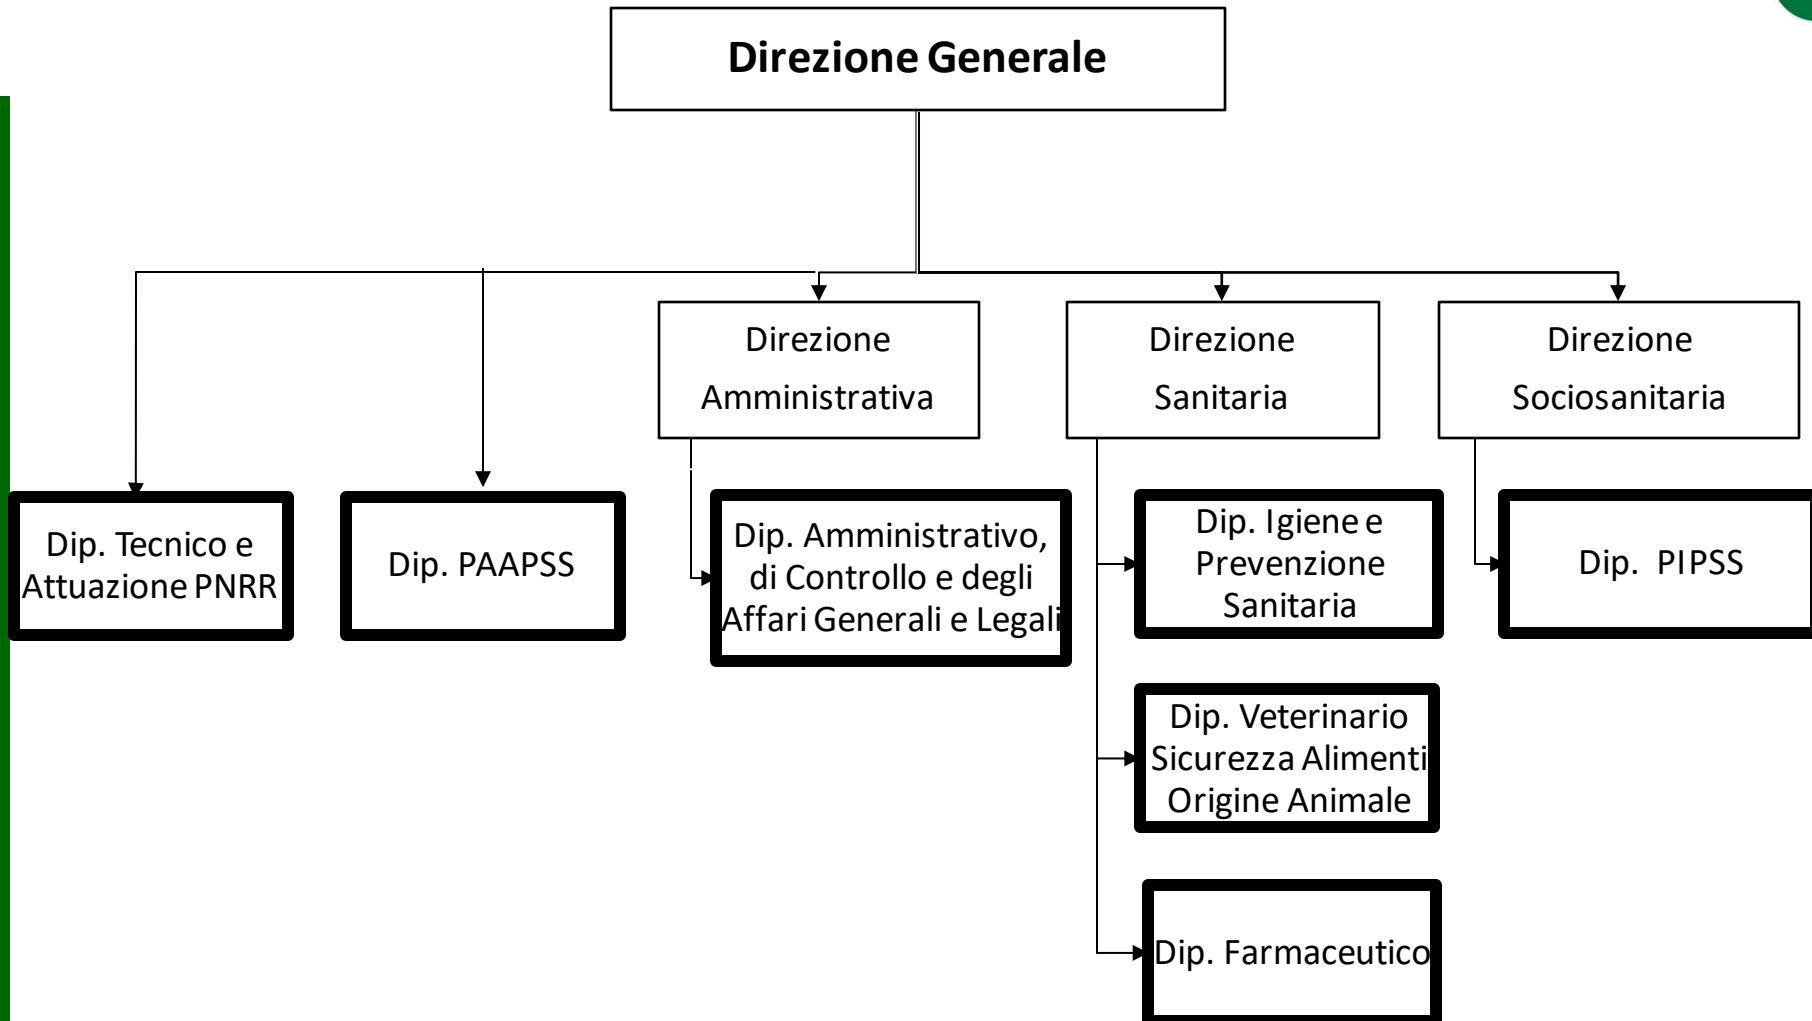 Direzione Generale
Direzione
Amministrativa
Direzione
Sanitaria
Direzione
Sociosanitaria
Dip. Tecnico e
Attuazione PNRR
Dip. PAAPSS
Dip. Amministrativo,
di Controllo e degli
Affari Generali e Legali
Dip. Igiene e
Prevenzione
Sanitaria
Dip. PIPSS
Dip. Veterinario
Sicurezza Alimenti
Origine Animale
Dip. Farmaceutico